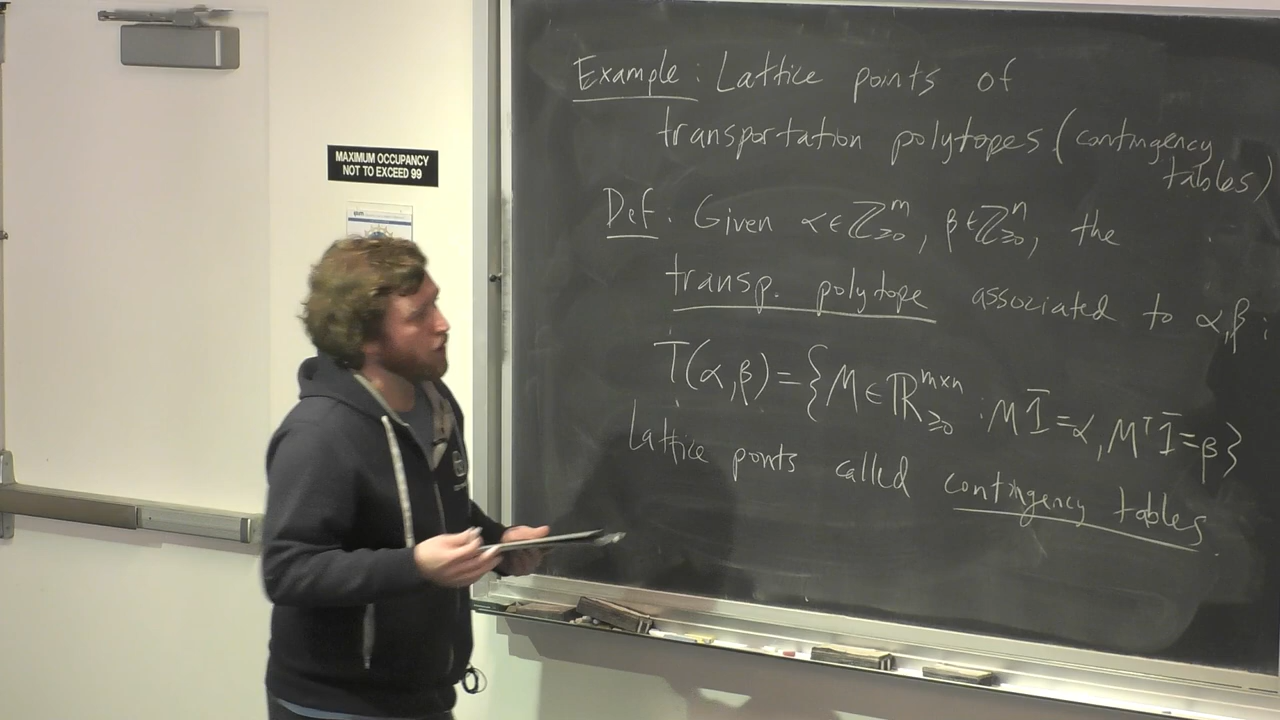 MAXIMUM OCCUPANCY
NOT TO EXCEED 99
Example: Lattice points of
transportation polytopes (contingency
tables)
Def. Given α ∈ ℤ^m_≥0, β ∈ ℤ^n_≥0, the
transp. polytope associated to α,β:
T(α,β) = {M ∈ ℝ^{m×n}_≥0 : M1̄ = α, M^T1̄ = β}
Lattice points called contingency tables.